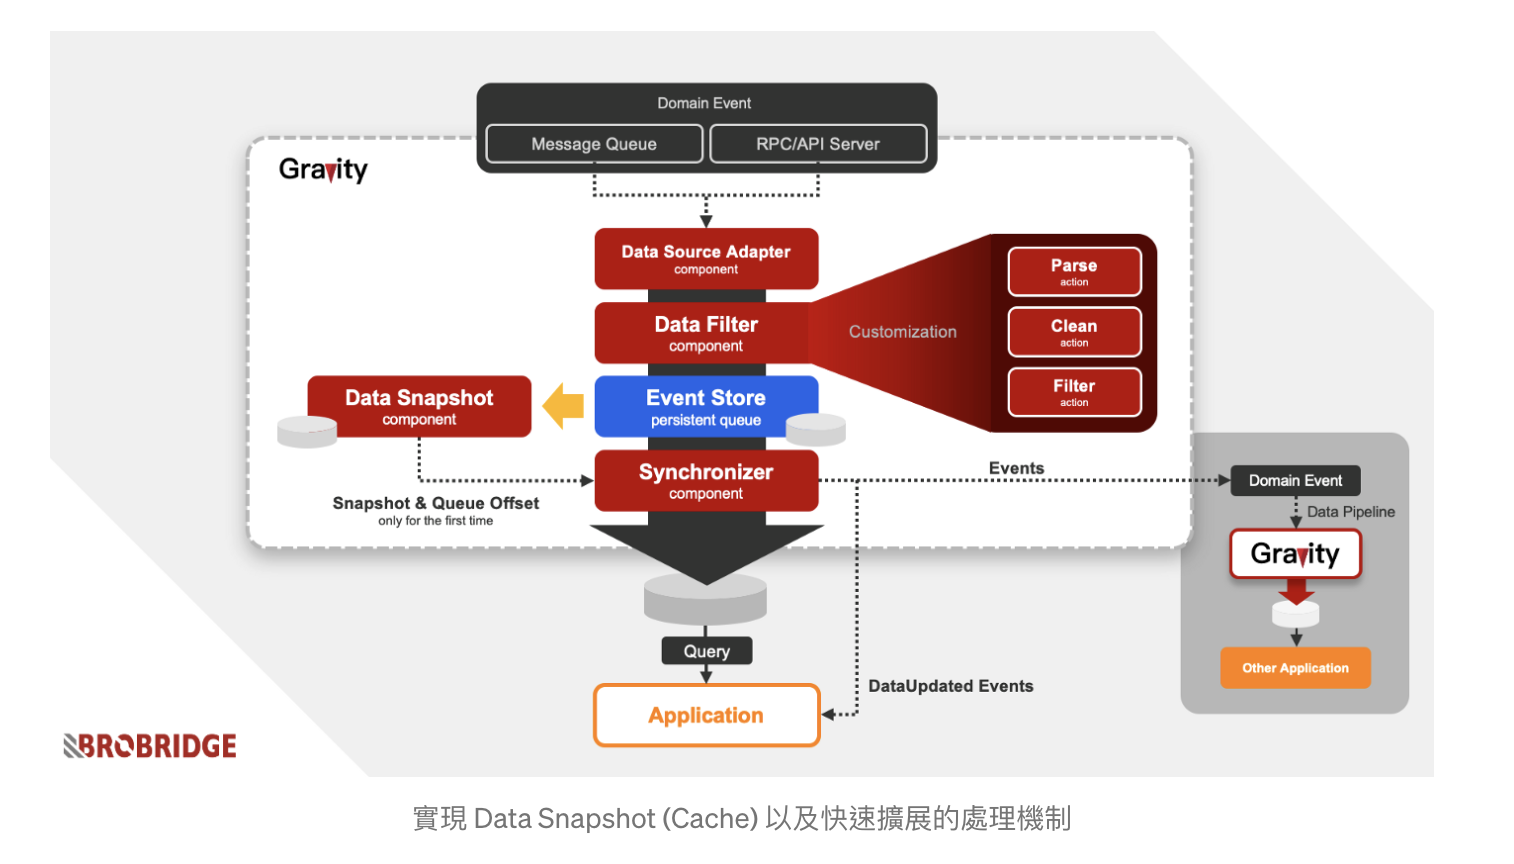 Domain Event
Message Queue
RPC/API Server
Gravity
Data Source Adapter
component
Data Filter
component
Customization
Parse
action
Clean
action
Filter
action
Data Snapshot
component
Event Store
persistent queue
Synchronizer
component
Snapshot & Queue Offset
only for the first time
Events
Domain Event
Data Pipeline
Gravity
Other Application
Query
DataUpdated Events
Application
BROBRIDGE
實現 Data Snapshot (Cache) 以及快速擴展的處理機制